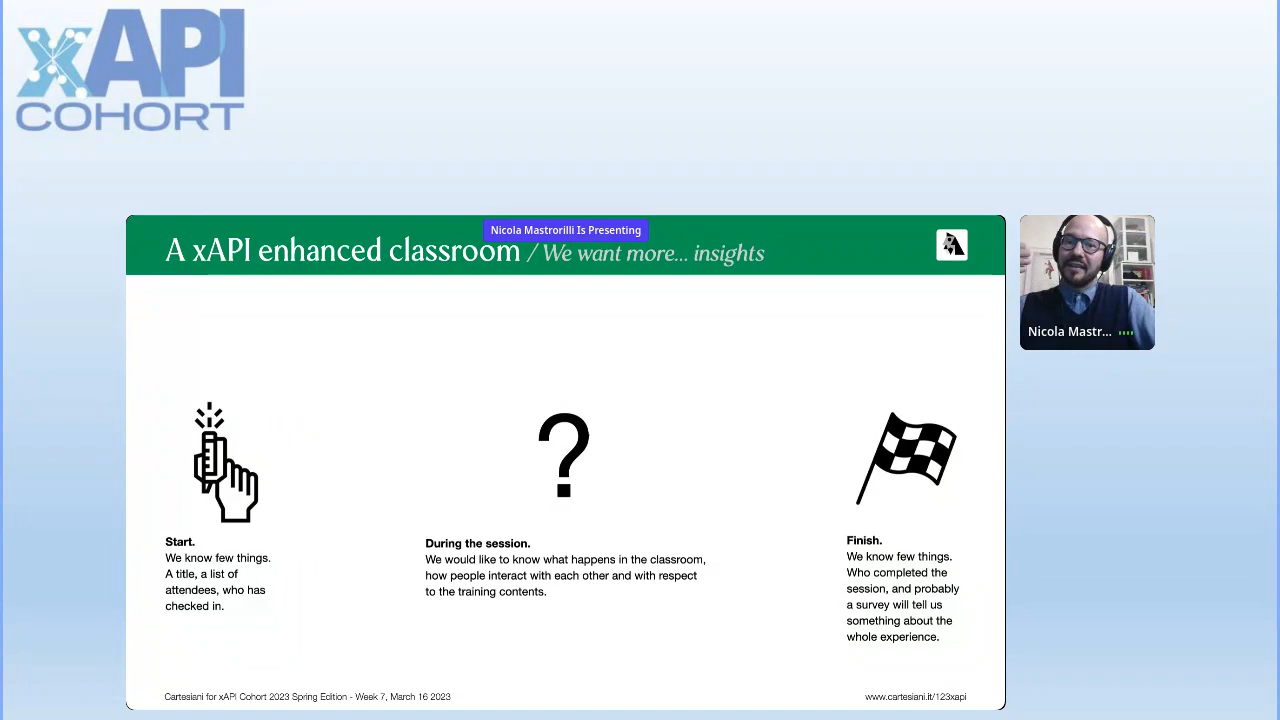 xAPI
COHORT
Nicola Mastrorilli Is Presenting
A xAPI enhanced classroom / We want more... insights
Nicola Mastr...
Start.
We know few things.
A title, a list of
attendees, who has
checked in.
During the session.
We would like to know what happens in the classroom,
how people interact with each other and with respect
to the training contents.
Finish.
We know few things.
Who completed the
session, and probably
a survey will tell us
something about the
whole experience.
Cartesiani for xAPI Cohort 2023 Spring Edition - Week 7, March 16 2023
www.cartesiani.it/123xapi